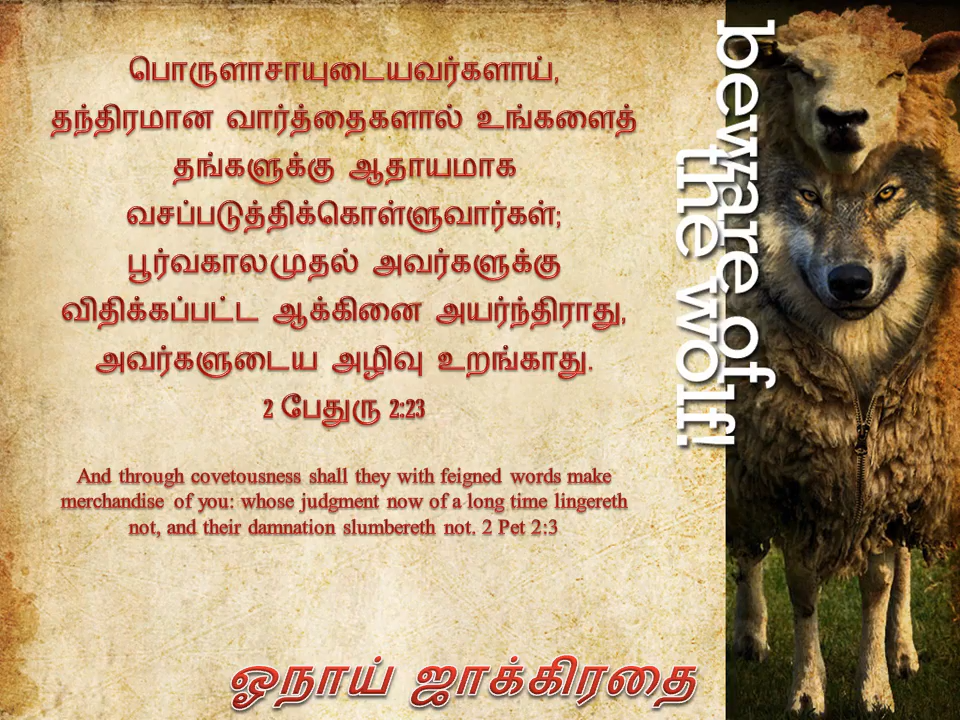 பொருளாசாயுடையவர்களாய்,
தந்திரமான வார்த்தைகளால் உங்களைத்
தங்களுக்கு ஆதாயமாக
வசப்படுத்திக்கொள்ளுவார்கள்;
பூர்வகாலமுதல் அவர்களுக்கு
விதிக்கப்பட்ட ஆக்கினை அயர்ந்திராது,
அவர்களுடைய அழிவு உறங்காது.
2 பேதுரு 2:23
And through covetousness shall they with feigned words make
merchandise of you: whose judgment now of a long time lingereth
not, and their damnation slumbereth not. 2 Pet 2:3
ஓநாய் ஜாக்கிரதை
beware of
the wolf!